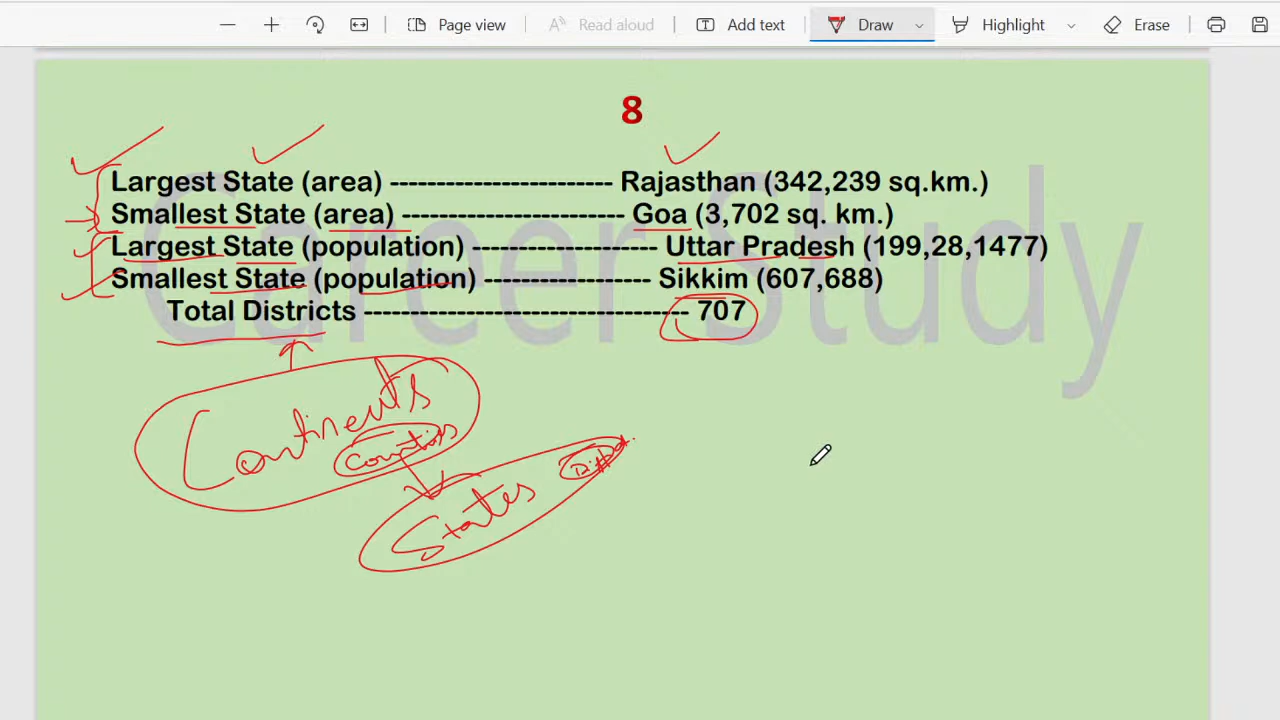 Page view
Read aloud
Add text
Draw
Highlight
Erase
8
Largest State (area) ------------------------ Rajasthan (342,239 sq.km.)
Smallest State (area) ------------------------ Goa (3,702 sq. km.)
Largest State (population) -------------------- Uttar Pradesh (199,28,1477)
Smallest State (population) ------------------ Sikkim (607,688)
Total Districts ----------------------------------- 707
Career Study
Continents
Countries
States